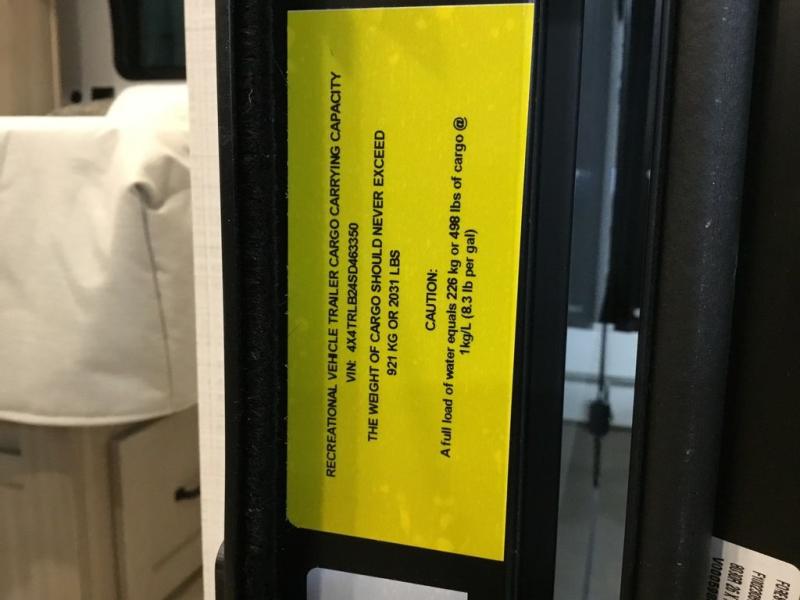 RECREATIONAL VEHICLE TRAILER CARGO CARRYING CAPACITY
VIN: 4X4TRLB24SD463350
THE WEIGHT OF CARGO SHOULD NEVER EXCEED
921 KG OR 2031 LBS
CAUTION:
A full load of water equals 226 kg or 498 lbs of cargo @
1kg/L (8.3 lb per gal)